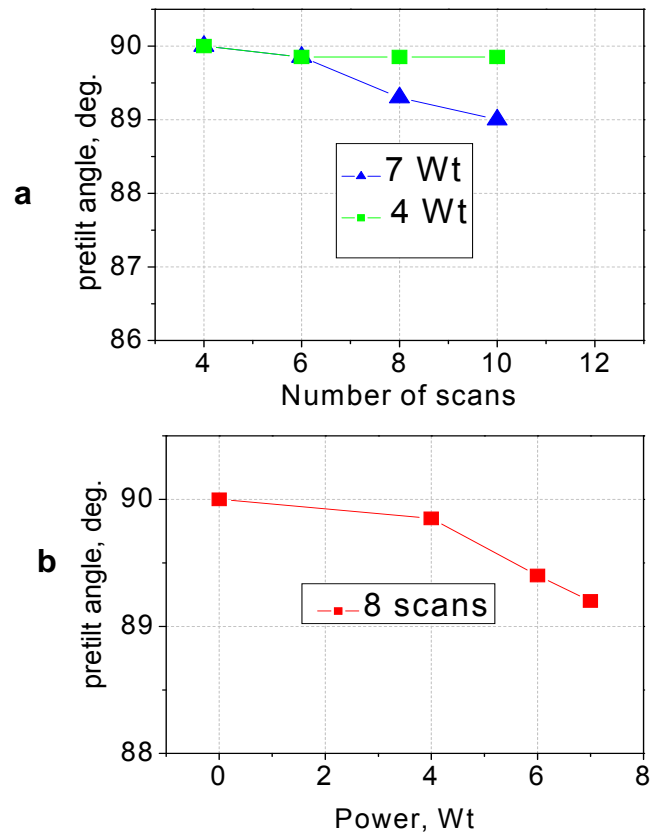 90
89
88
87
86
pretilt angle, deg.
a
7 Wt
4 Wt
4 6 8 10 12
Number of scans
90
89
88
pretilt angle, deg.
b
8 scans
0 2 4 6 8
Power, Wt